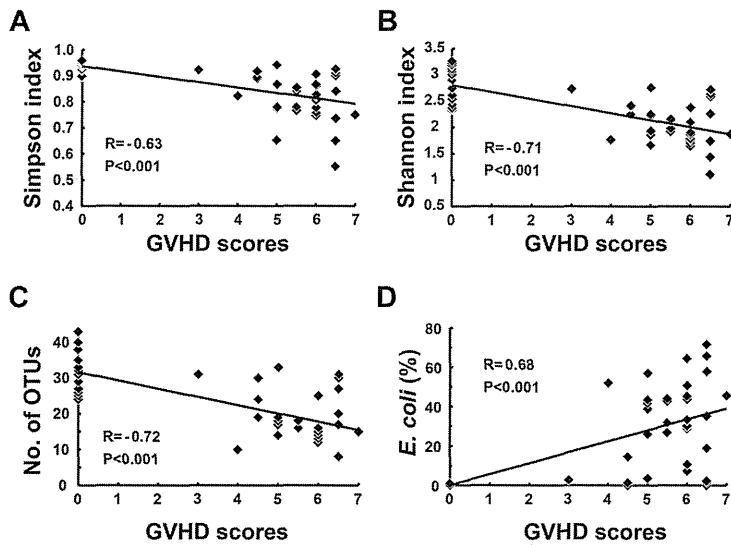 A
Simpson index
1.0
0.9
0.8
0.7
0.6
0.5
0.4
R=-0.63
P<0.001
0 1 2 3 4 5 6 7
GVHD scores
B
Shannon index
3.5
3
2.5
2
1.5
1
0.5
R=-0.71
P<0.001
0 1 2 3 4 5 6 7
GVHD scores
C
No. of OTUs
40
30
20
10
0
R=-0.72
P<0.001
0 1 2 3 4 5 6 7
GVHD scores
D
E. coli (%)
80
60
40
20
0
R=0.68
P<0.001
0 1 2 3 4 5 6 7
GVHD scores